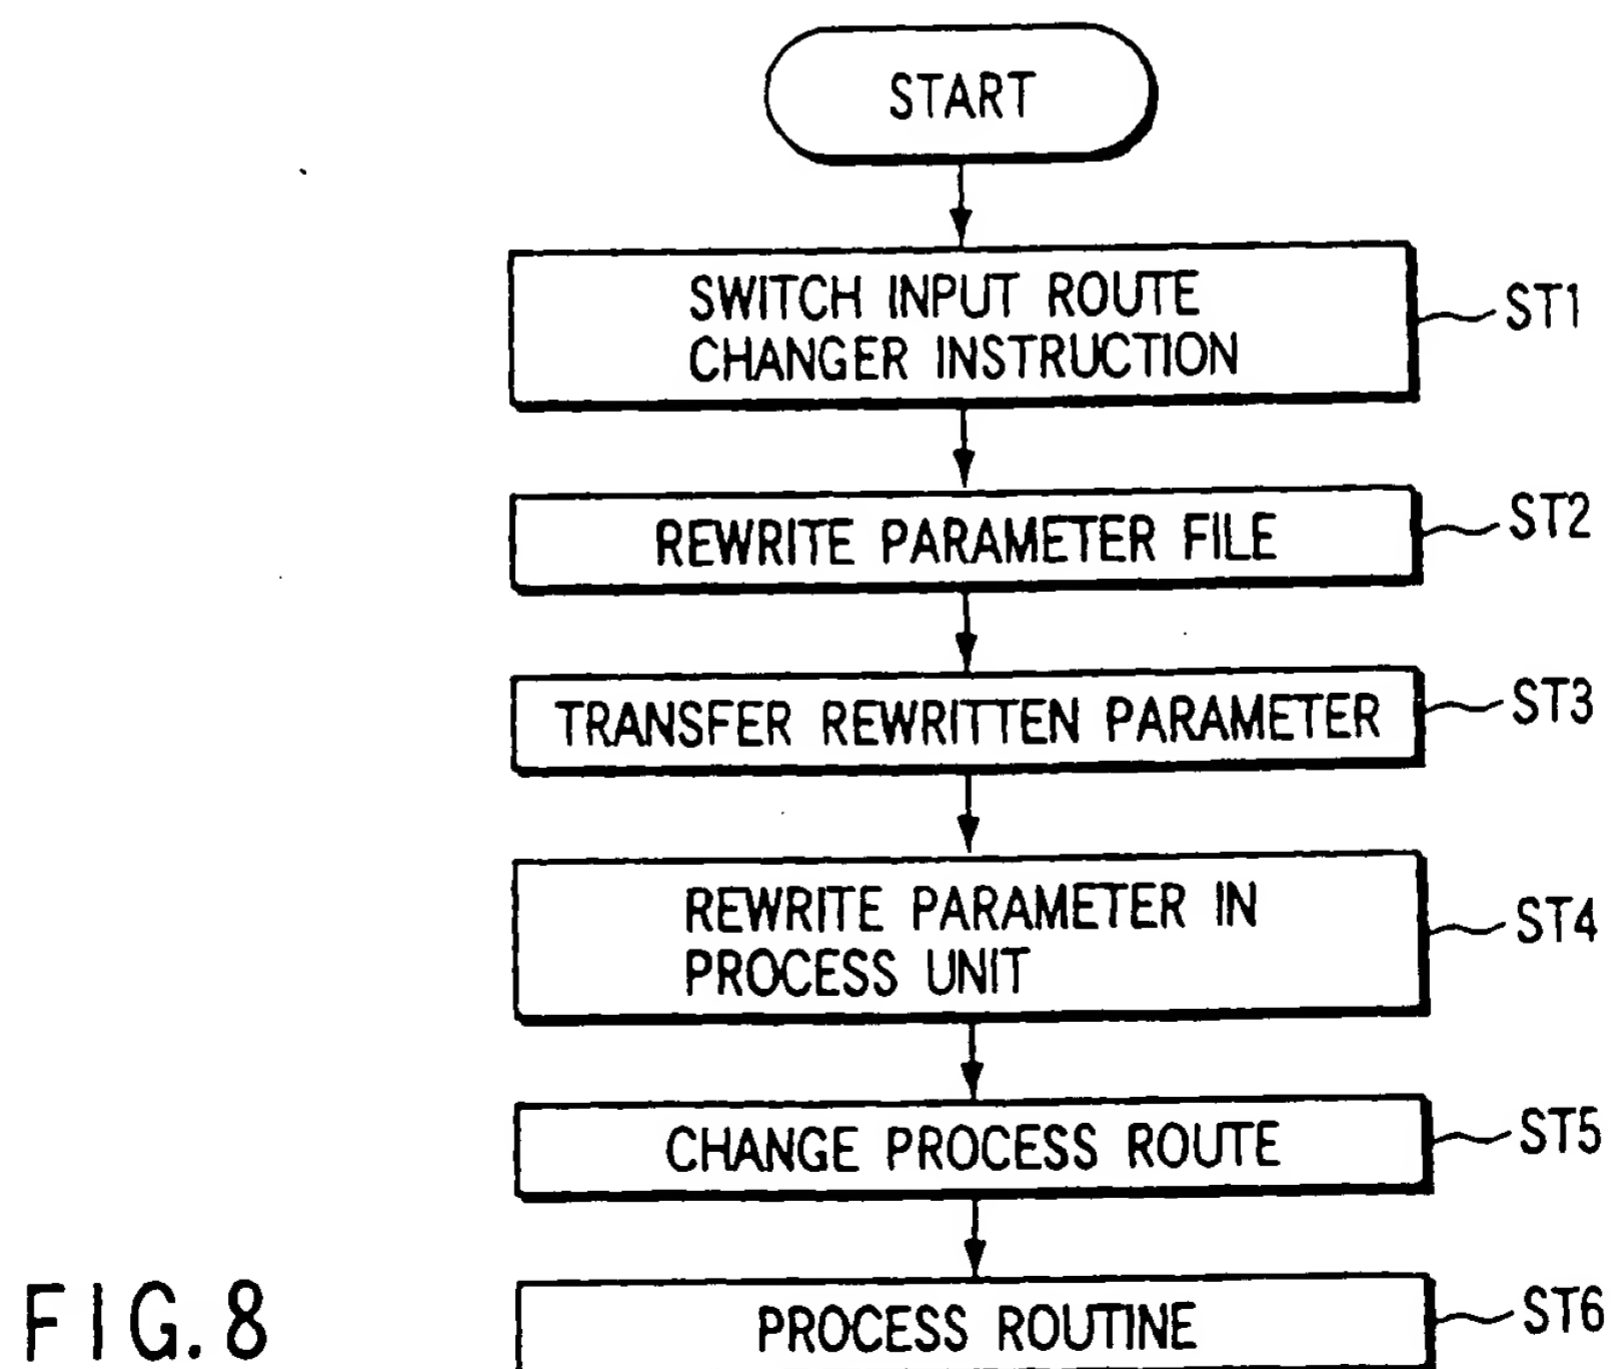 START
SWITCH INPUT ROUTE
CHANGER INSTRUCTION
ST1
REWRITE PARAMETER FILE
ST2
TRANSFER REWRITTEN PARAMETER
ST3
REWRITE PARAMETER IN
PROCESS UNIT
ST4
CHANGE PROCESS ROUTE
ST5
PROCESS ROUTINE
ST6
FIG. 8